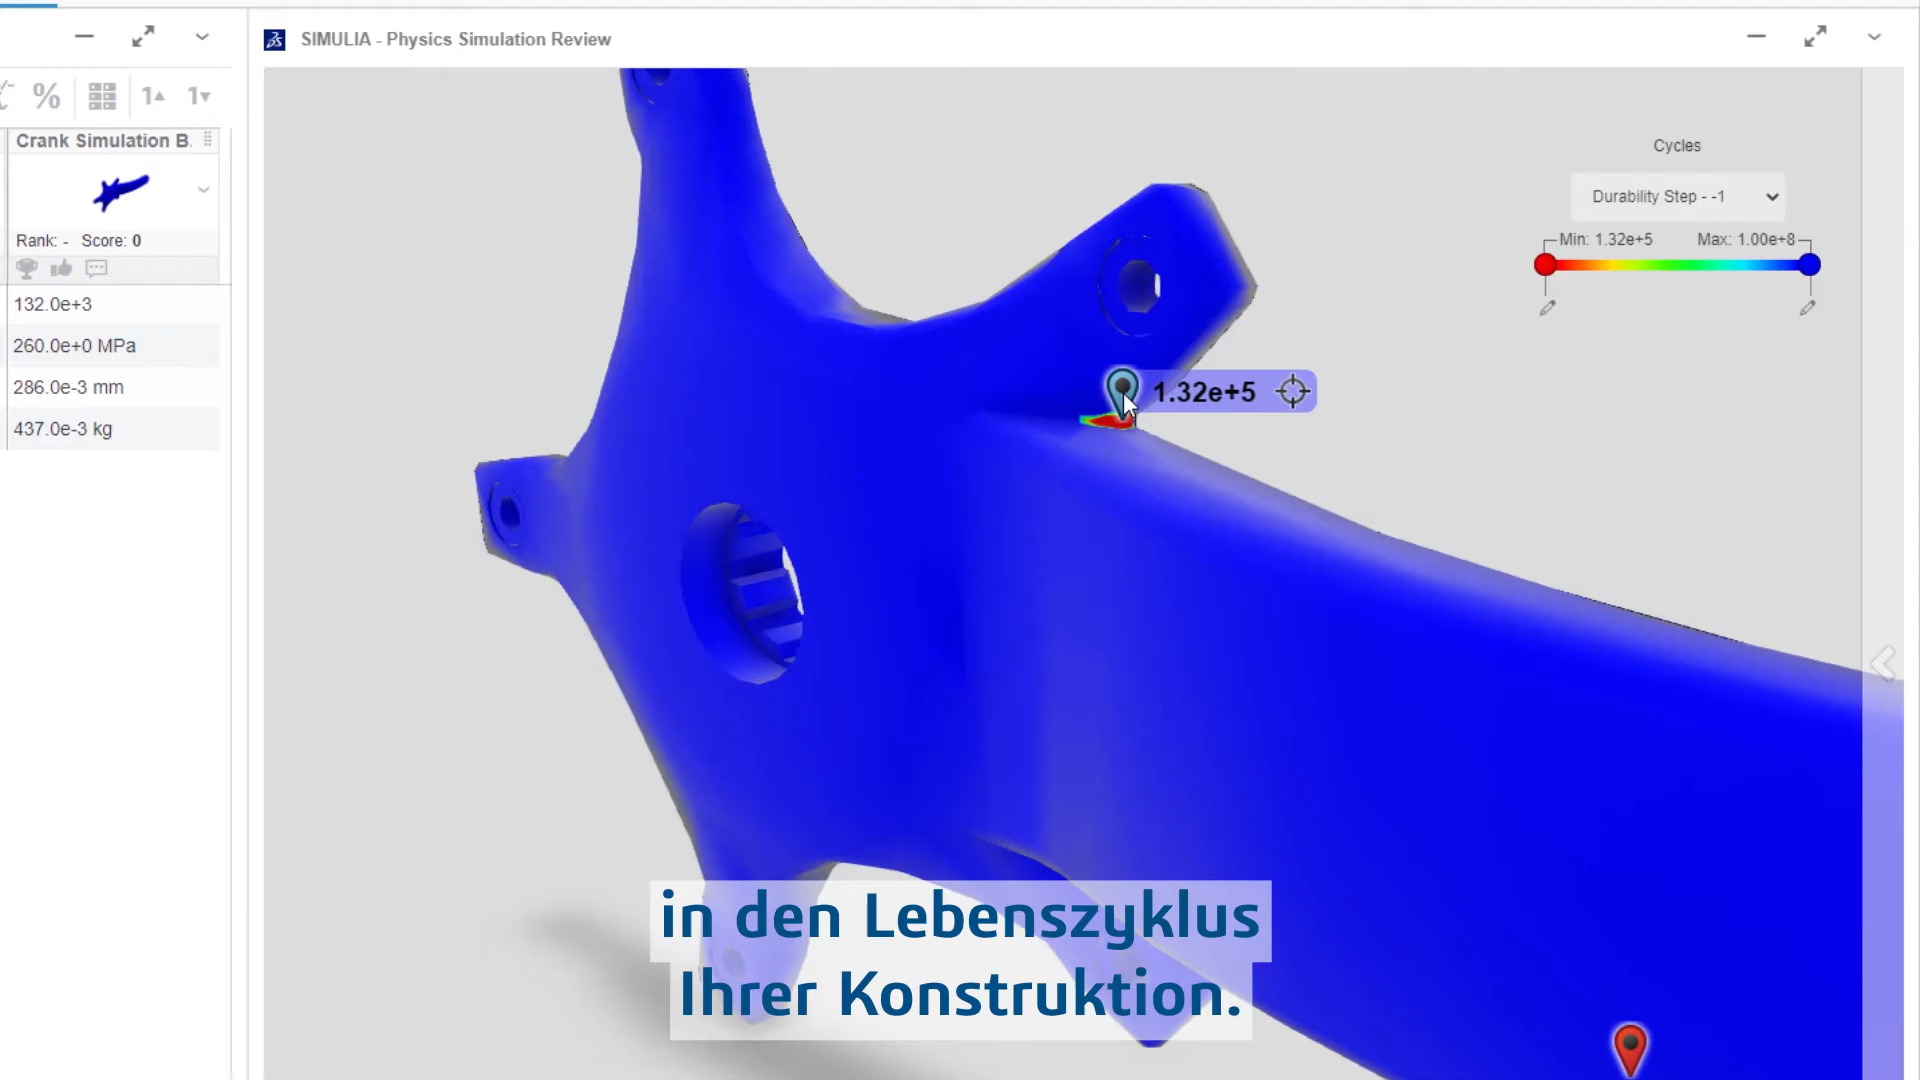 SIMULIA - Physics Simulation Review
%
1▲
1▼
Crank Simulation B.
Rank: - Score: 0
132.0e+3
260.0e+0 MPa
286.0e-3 mm
437.0e-3 kg
Cycles
Durability Step - -1
Min: 1.32e+5 Max: 1.00e+8
1.32e+5
in den Lebenszyklus
Ihrer Konstruktion.